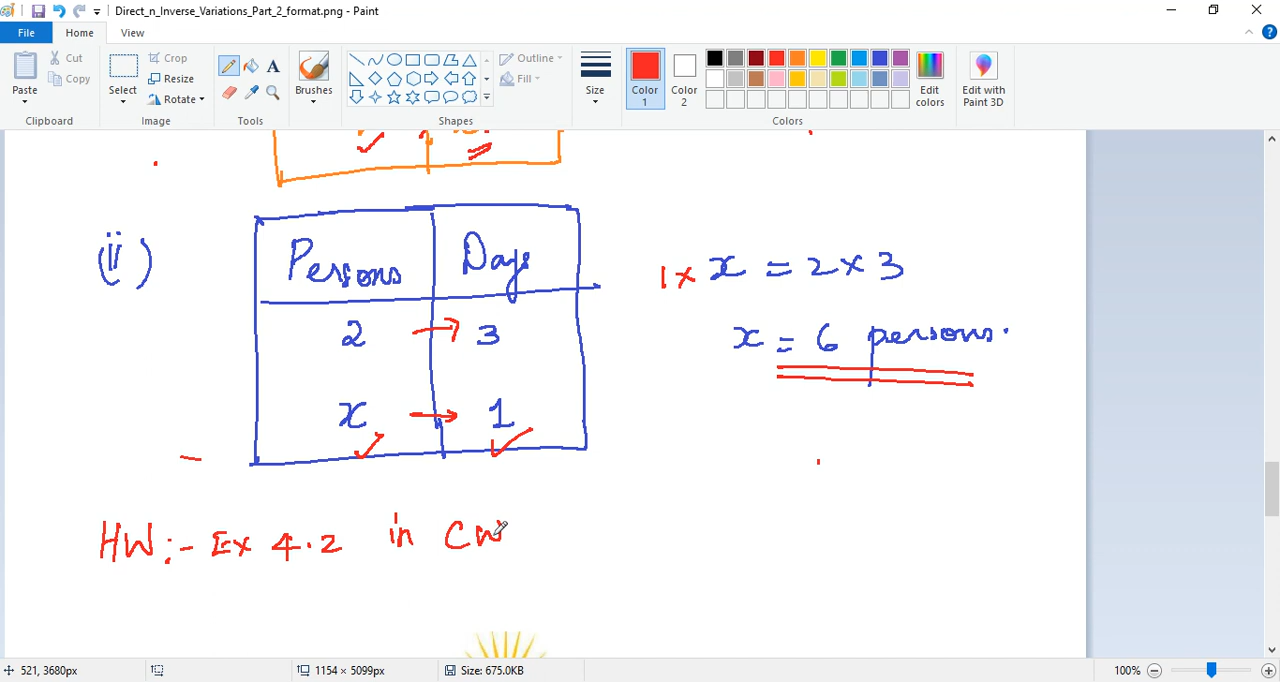 Direct_n_Inverse_Variations_Part_2_format.png - Paint
File Home View
Paste Cut Copy Clipboard
Select Crop Resize Rotate Image
Tools
Brushes
Outline Fill Shapes
Size
Color 1 Color 2 Edit colors Colors
Edit with Paint 3D
(ii)
Persons Days
2 → 3
x → 1
1 × x = 2 × 3
x = 6 persons.
HW:- Ex 4.2 in CW
521, 3680px 1154 × 5099px Size: 675.0KB 100%